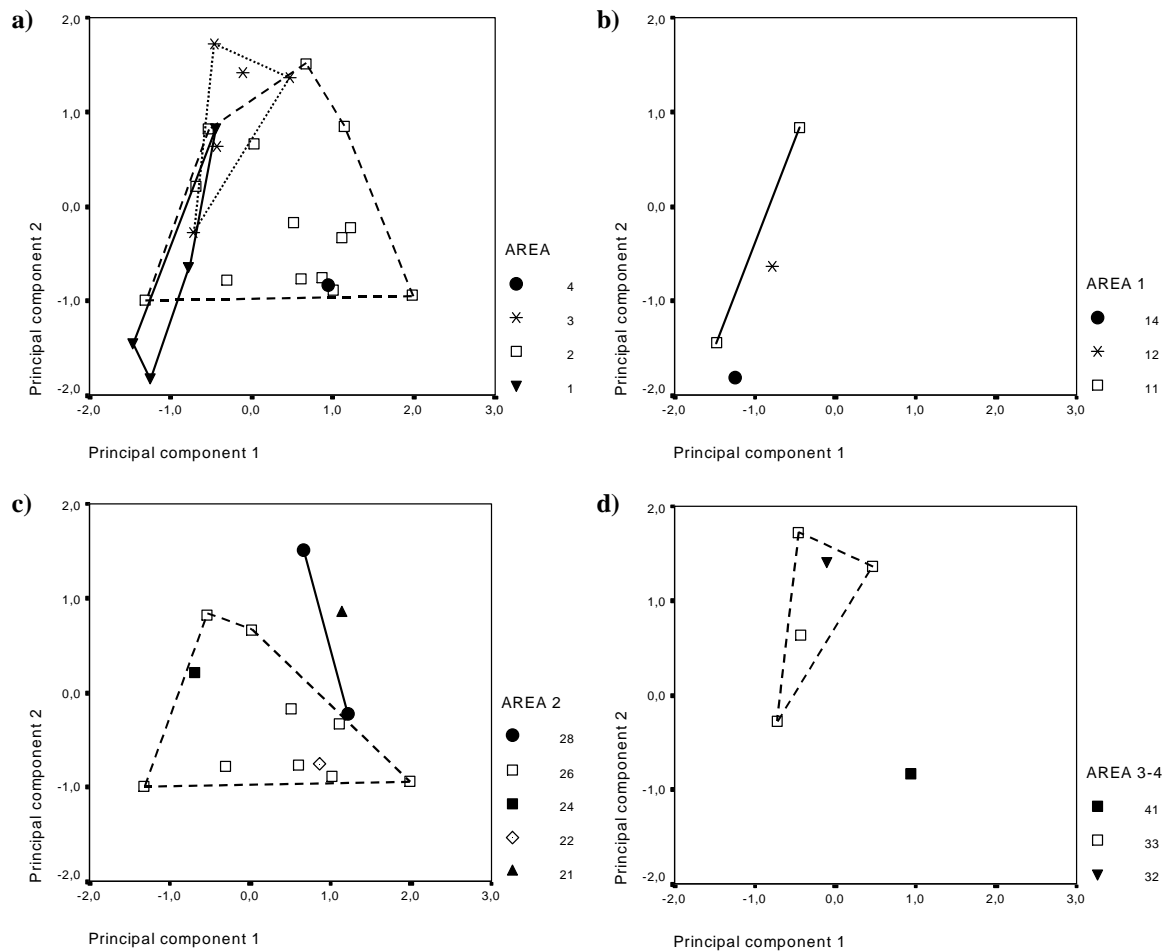 a)
2,0
1,0
0,0
-1,0
-2,0
-2,0 -1,0 0,0 1,0 2,0 3,0
Principal component 2
Principal component 1
AREA
4
3
2
1
b)
2,0
1,0
0,0
-1,0
-2,0
-2,0 -1,0 0,0 1,0 2,0 3,0
Principal component 2
Principal component 1
AREA 1
14
12
11
c)
2,0
1,0
0,0
-1,0
-2,0
-2,0 -1,0 0,0 1,0 2,0 3,0
Principal component 2
Principal component 1
AREA 2
28
26
24
22
21
d)
2,0
1,0
0,0
-1,0
-2,0
-2,0 -1,0 0,0 1,0 2,0 3,0
Principal component 2
Principal component 1
AREA 3-4
41
33
32